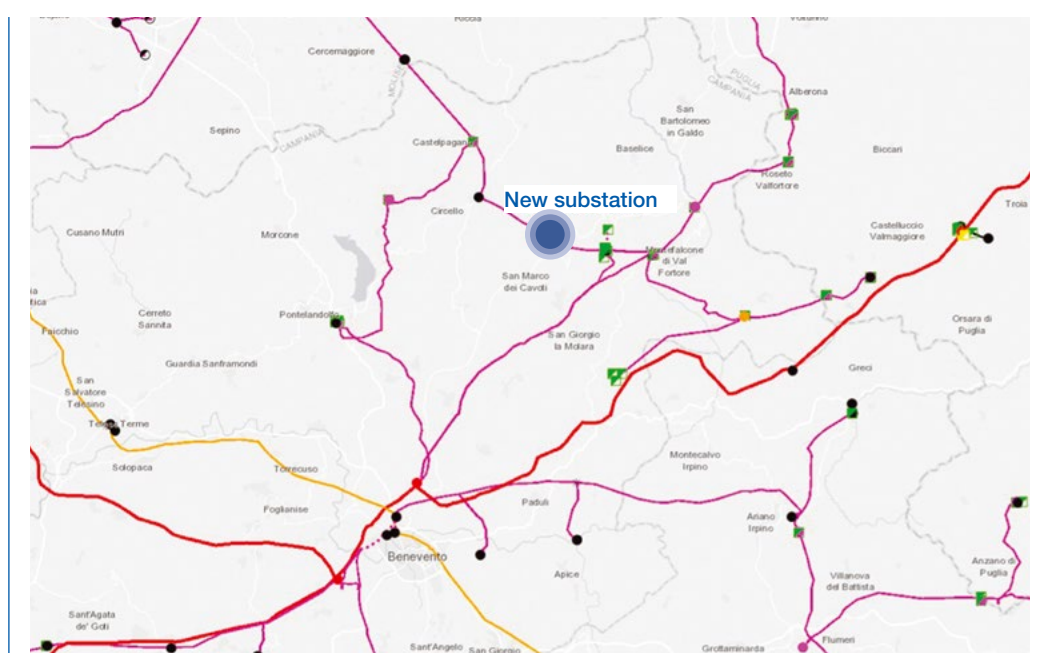 Riccia
Cercemaggiore
MOLISE
PUGLIA
CAMPANIA
Alberona
San
Bartolomeo
in Galdo
Sepino
CAMPANIA
Castelpagano
Baselice
Biccari
Roseto
Valfortore
New substation
Circello
Troia
Castelluccio
Valmaggiore
Cusano Mutri
Morcone
Montefalcone
di Val
Fortore
San Marco
dei Cavoli
Cerreto
Sannita
Pontelandolfo
Orsara di
Puglia
Faicchio
San Giorgio
la Molara
Guardia Sanframondi
Greci
San
Salvatore
Telesino
Telese Terme
Solopaca
Torrecuso
Montecalvo
Irpino
Foglianise
Paduli
Ariano
Irpino
Benevento
Apice
Anzano di
Puglia
Villanova
del Battista
Sant'Agata
de' Goti
Sant'Angelo
San Giorgio
Grottaminarda
Flumeri